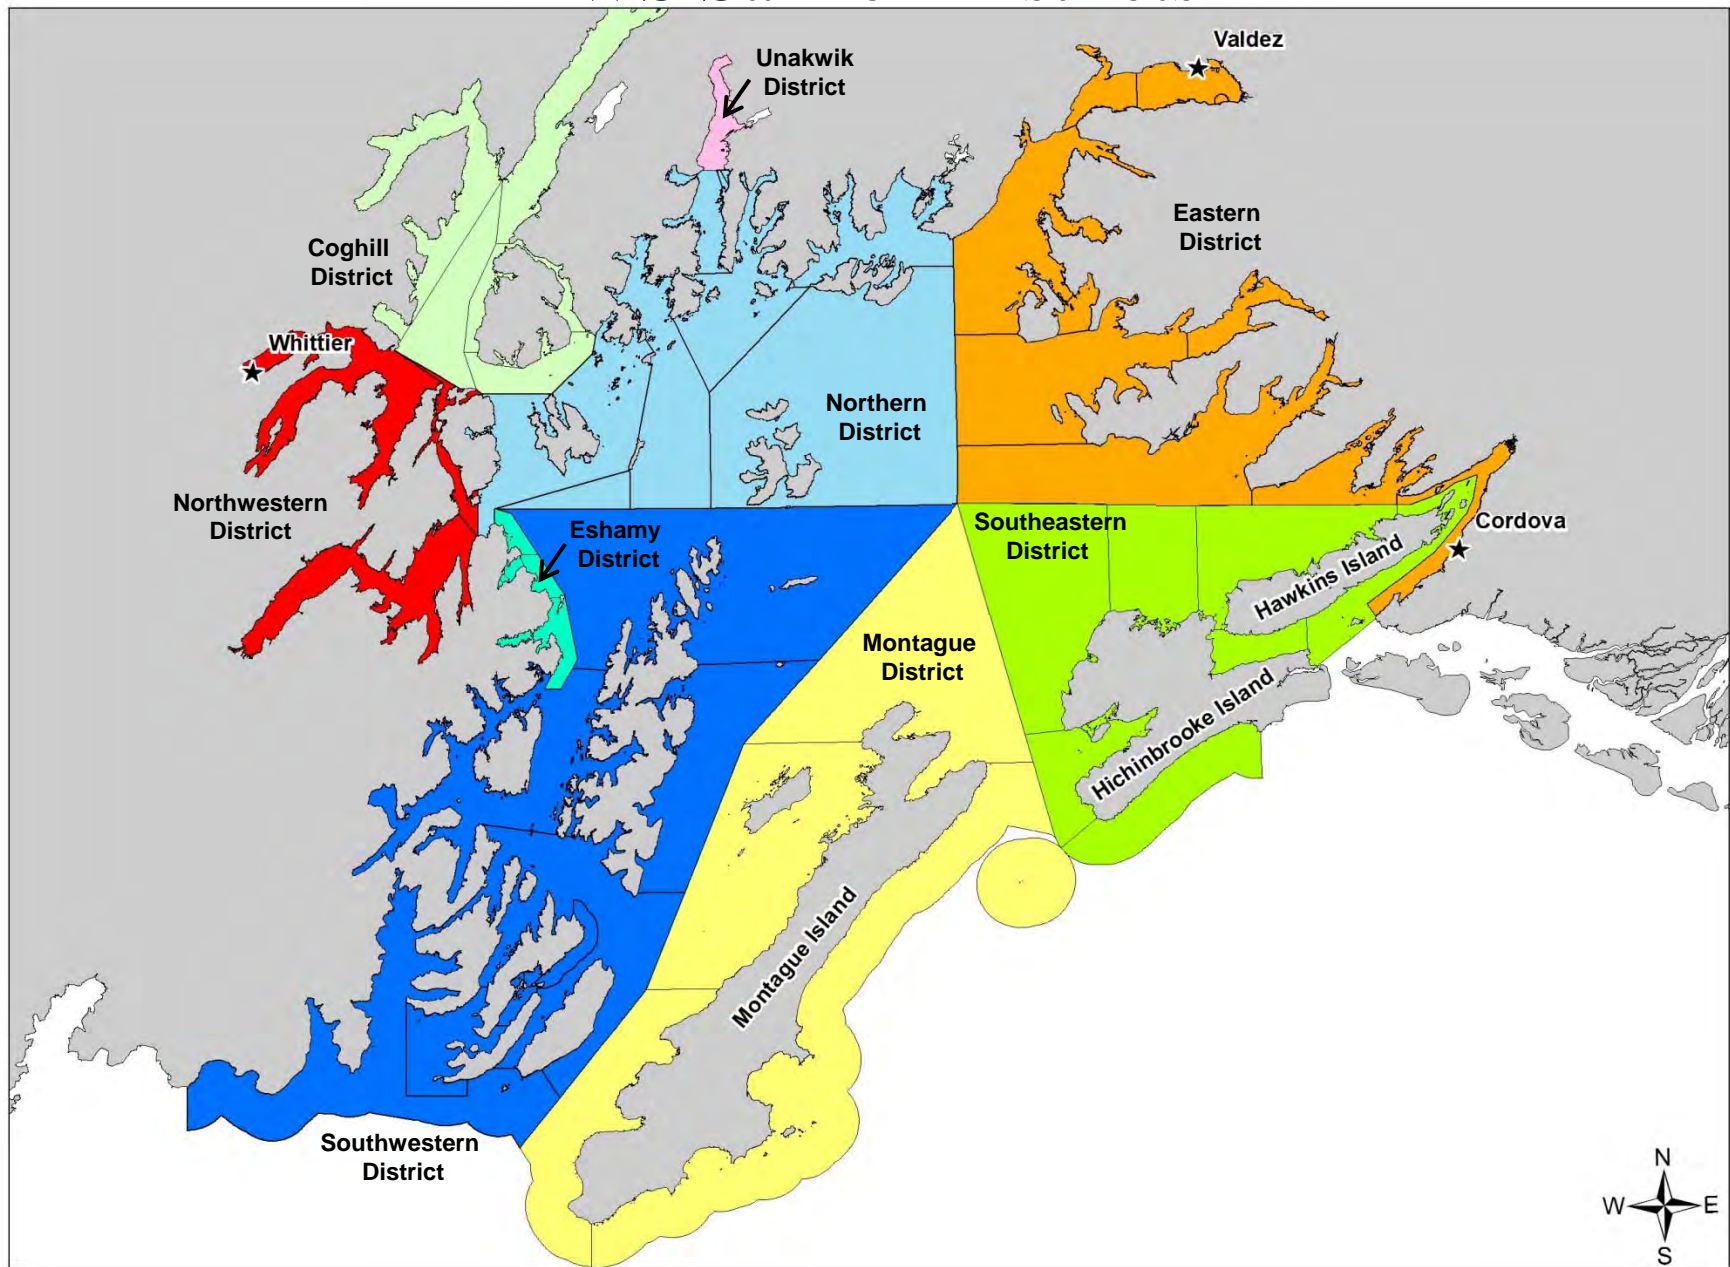 Valdez
Unakwik
District
Eastern
District
Coghill
District
Whittier
Northern
District
Northwestern
District
Eshamy
District
Southeastern
District
Cordova
Hawkins Island
Montague
District
Hichinbrooke Island
Montague Island
Southwestern
District
N
W E
S